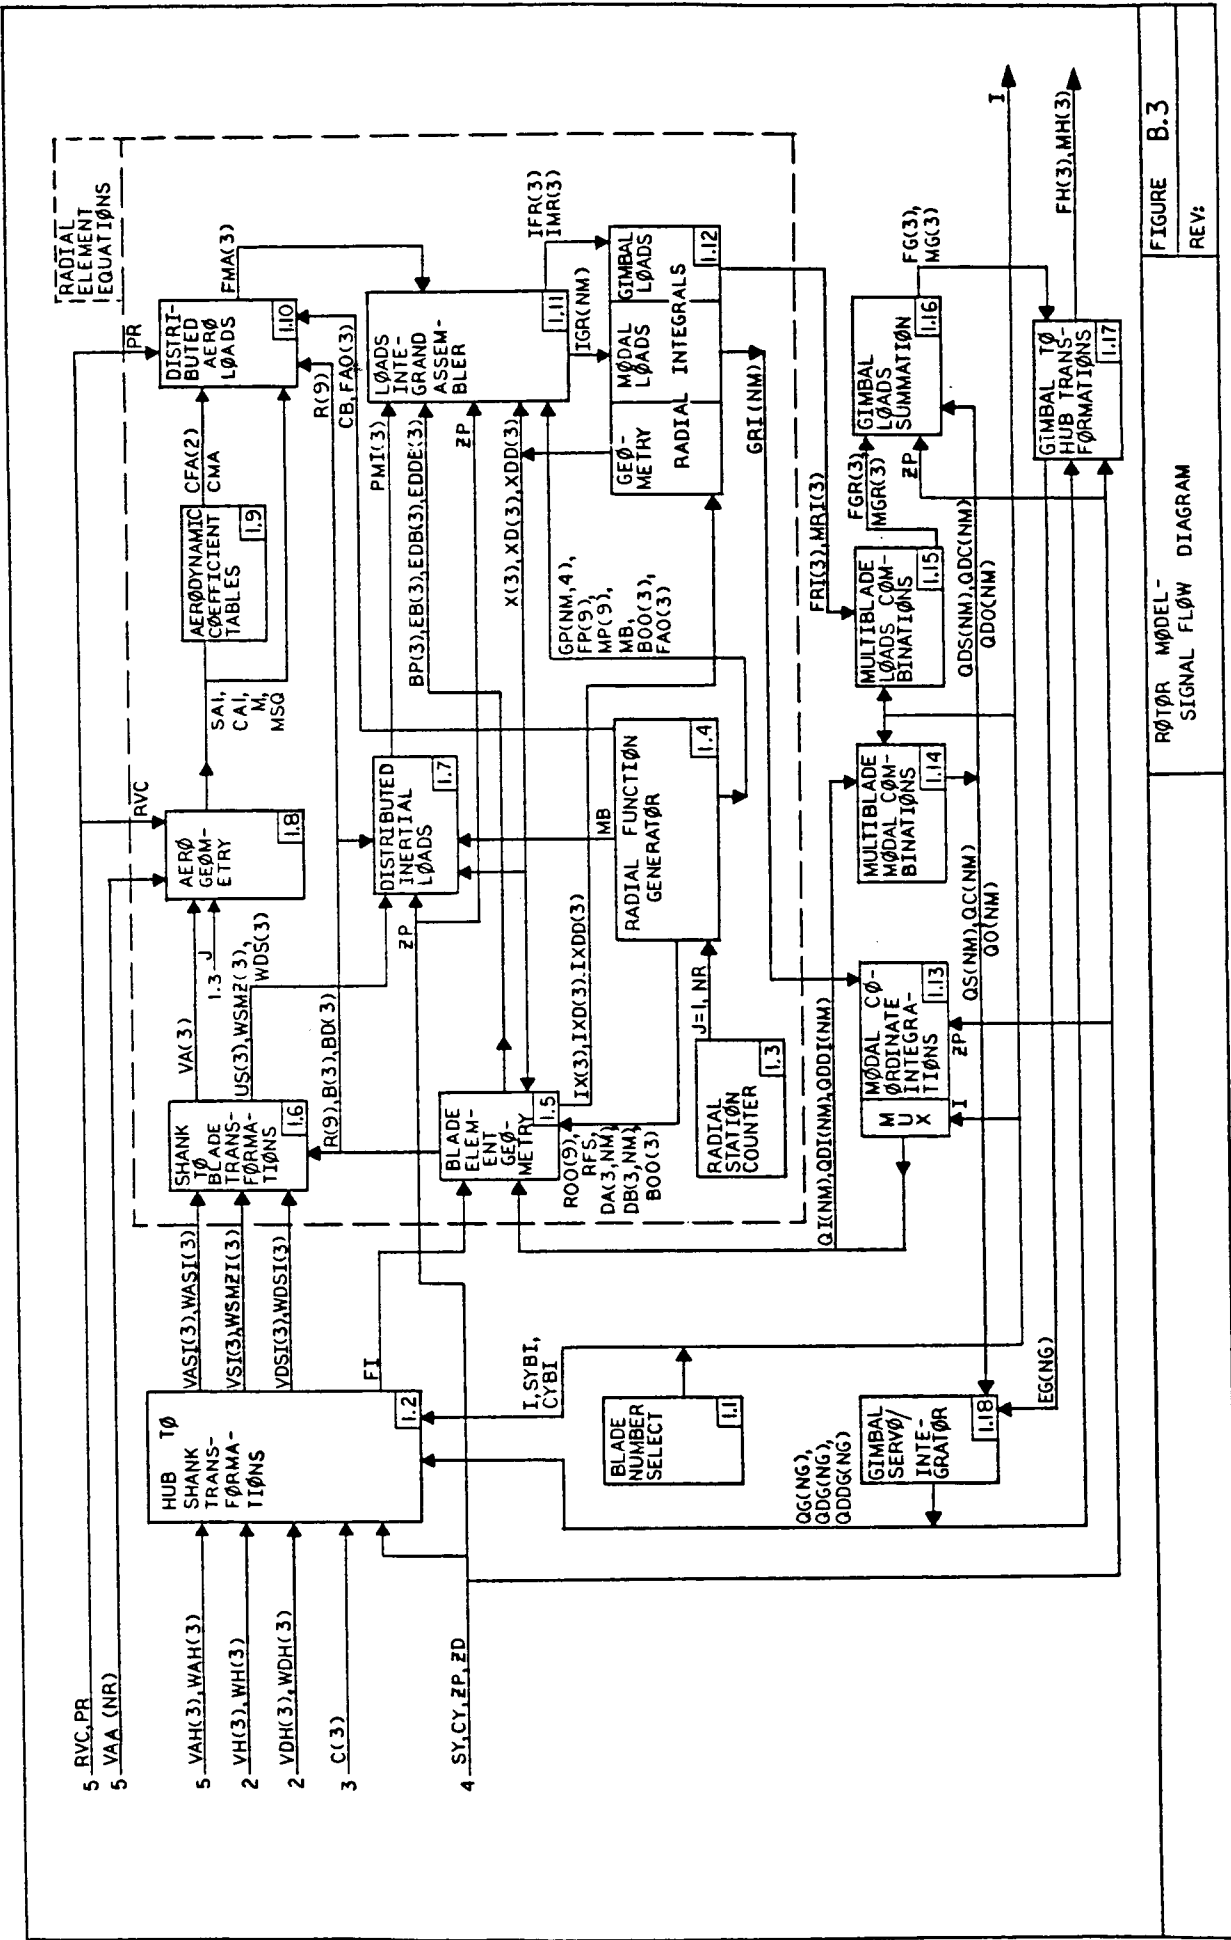 RADIAL
ELEMENT
EQUATIØNS
5 RVC,PR
5 VAA (NR)
5 VAH(3),WAH(3)
2 VH(3),WH(3)
2 VDH(3),WDH(3)
3 C(3)
4 SY,CY,ZP,ZD
HUB TØ
SHANK
TRANS-
FØRMA-
TIØNS
1.2
VASI(3),WASI(3)
VSI(3),WSMZI(3)
VDSI(3),WDSI(3)
FI
I,SYBI,
CYBI
BLADE
NUMBER
SELECT
1.1
QG(NG),
QDG(NG),
QDDG(NG)
GIMBAL
SERVØ/
INTE-
GRATØR
1.18
EG(NG)
SHANK
TØ
BLADE
TRANS-
FØRMA-
TIØNS
1.6
VA(3)
1.3 J
US(3),WSMZ(3),
WDS(3)
R(9),B(3),BD(3)
BLADE
ELEM-
ENT
GEØ-
METRY
1.5
ROO(9),
RFS,
DA(3,NM),
DB(3,NM),
BOO(3)
IX(3),IXD(3),IXDD(3)
RADIAL
STATIØN
CØUNTER
1.3
J=1,NR
QI(NM),QDI(NM),QDDI(NM)
AERØ
GEØM-
ETRY
1.8
RVC
SAI,
CAI,
M,
MSQ
DISTRIBUTED
INERTIAL
LØADS
1.7
ZP
MB
RADIAL FUNCTIØN
GENERATØR
1.4
AERØDYNAMIC
CØEFFICIENT
TABLES
1.9
CFA(2)
CMA
PR
DISTRI-
BUTED
AERØ
LØADS
1.10
FMA(3)
R(9)
CB,FAO(3)
PMI(3)
BP(3),EB(3),EDB(3),EDDE(3)
ZP
X(3),XD(3),XDD(3)
GP(NM,4),
FP(9),
MP(9),
MB,
BOO(3),
FAO(3)
LØADS
INTE-
GRAND
ASSEM-
BLER
1.11
IFR(3)
IMR(3)
IGR(NM)
GEØ-
METRY
MØDAL
LØADS
GIMBAL
LØADS
RADIAL INTEGRALS
1.12
GRI(NM)
FRI(3),MRI(3)
M
U
X
MØDAL CØ-
ØRDINATE
INTEGRA-
TIØNS
1.13
I
ZP
MULTIBLADE
MØDAL CØM-
BINATIØNS
1.14
QS(NM),QC(NM)
QO(NM)
MULTIBLADE
LØADS CØM-
BINATIØNS
1.15
FGR(3),
MGR(3)
QDS(NM),QDC(NM)
QDO(NM)
ZP
GIMBAL
LØADS
SUMMATIØN
1.16
FG(3),
MG(3)
GIMBAL TØ
HUB TRANS-
FØRMATIØNS
1.17
I
FH(3),MH(3)
RØTØR MØDEL-
SIGNAL FLØW DIAGRAM
FIGURE B.3
REV: